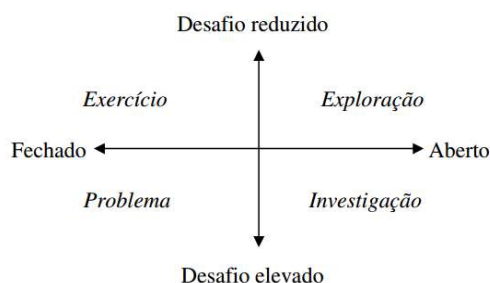 Desafio reduzido
Exercício Exploração
Fechado Aberto
Problema Investigação
Desafio elevado